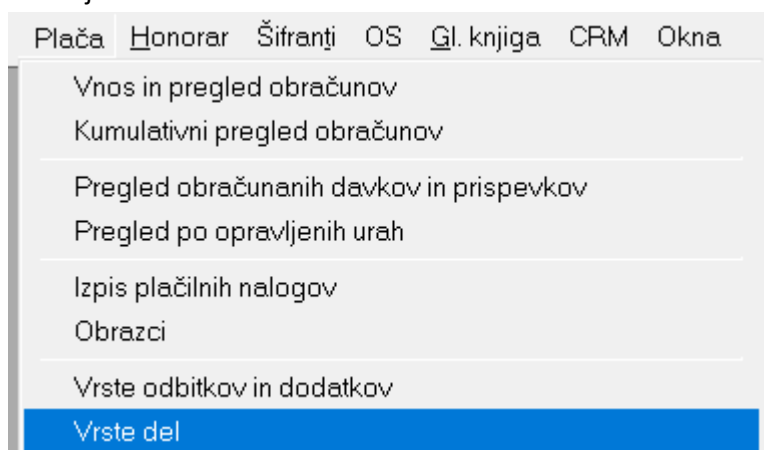 Plača Honorar Šifranti OS Gl. knjiga CRM Okna
Vnos in pregled obračunov
Kumulativni pregled obračunov
Pregled obračunanih davkov in prispevkov
Pregled po opravljenih urah
Izpis plačilnih nalogov
Obrazci
Vrste odbitkov in dodatkov
Vrste del